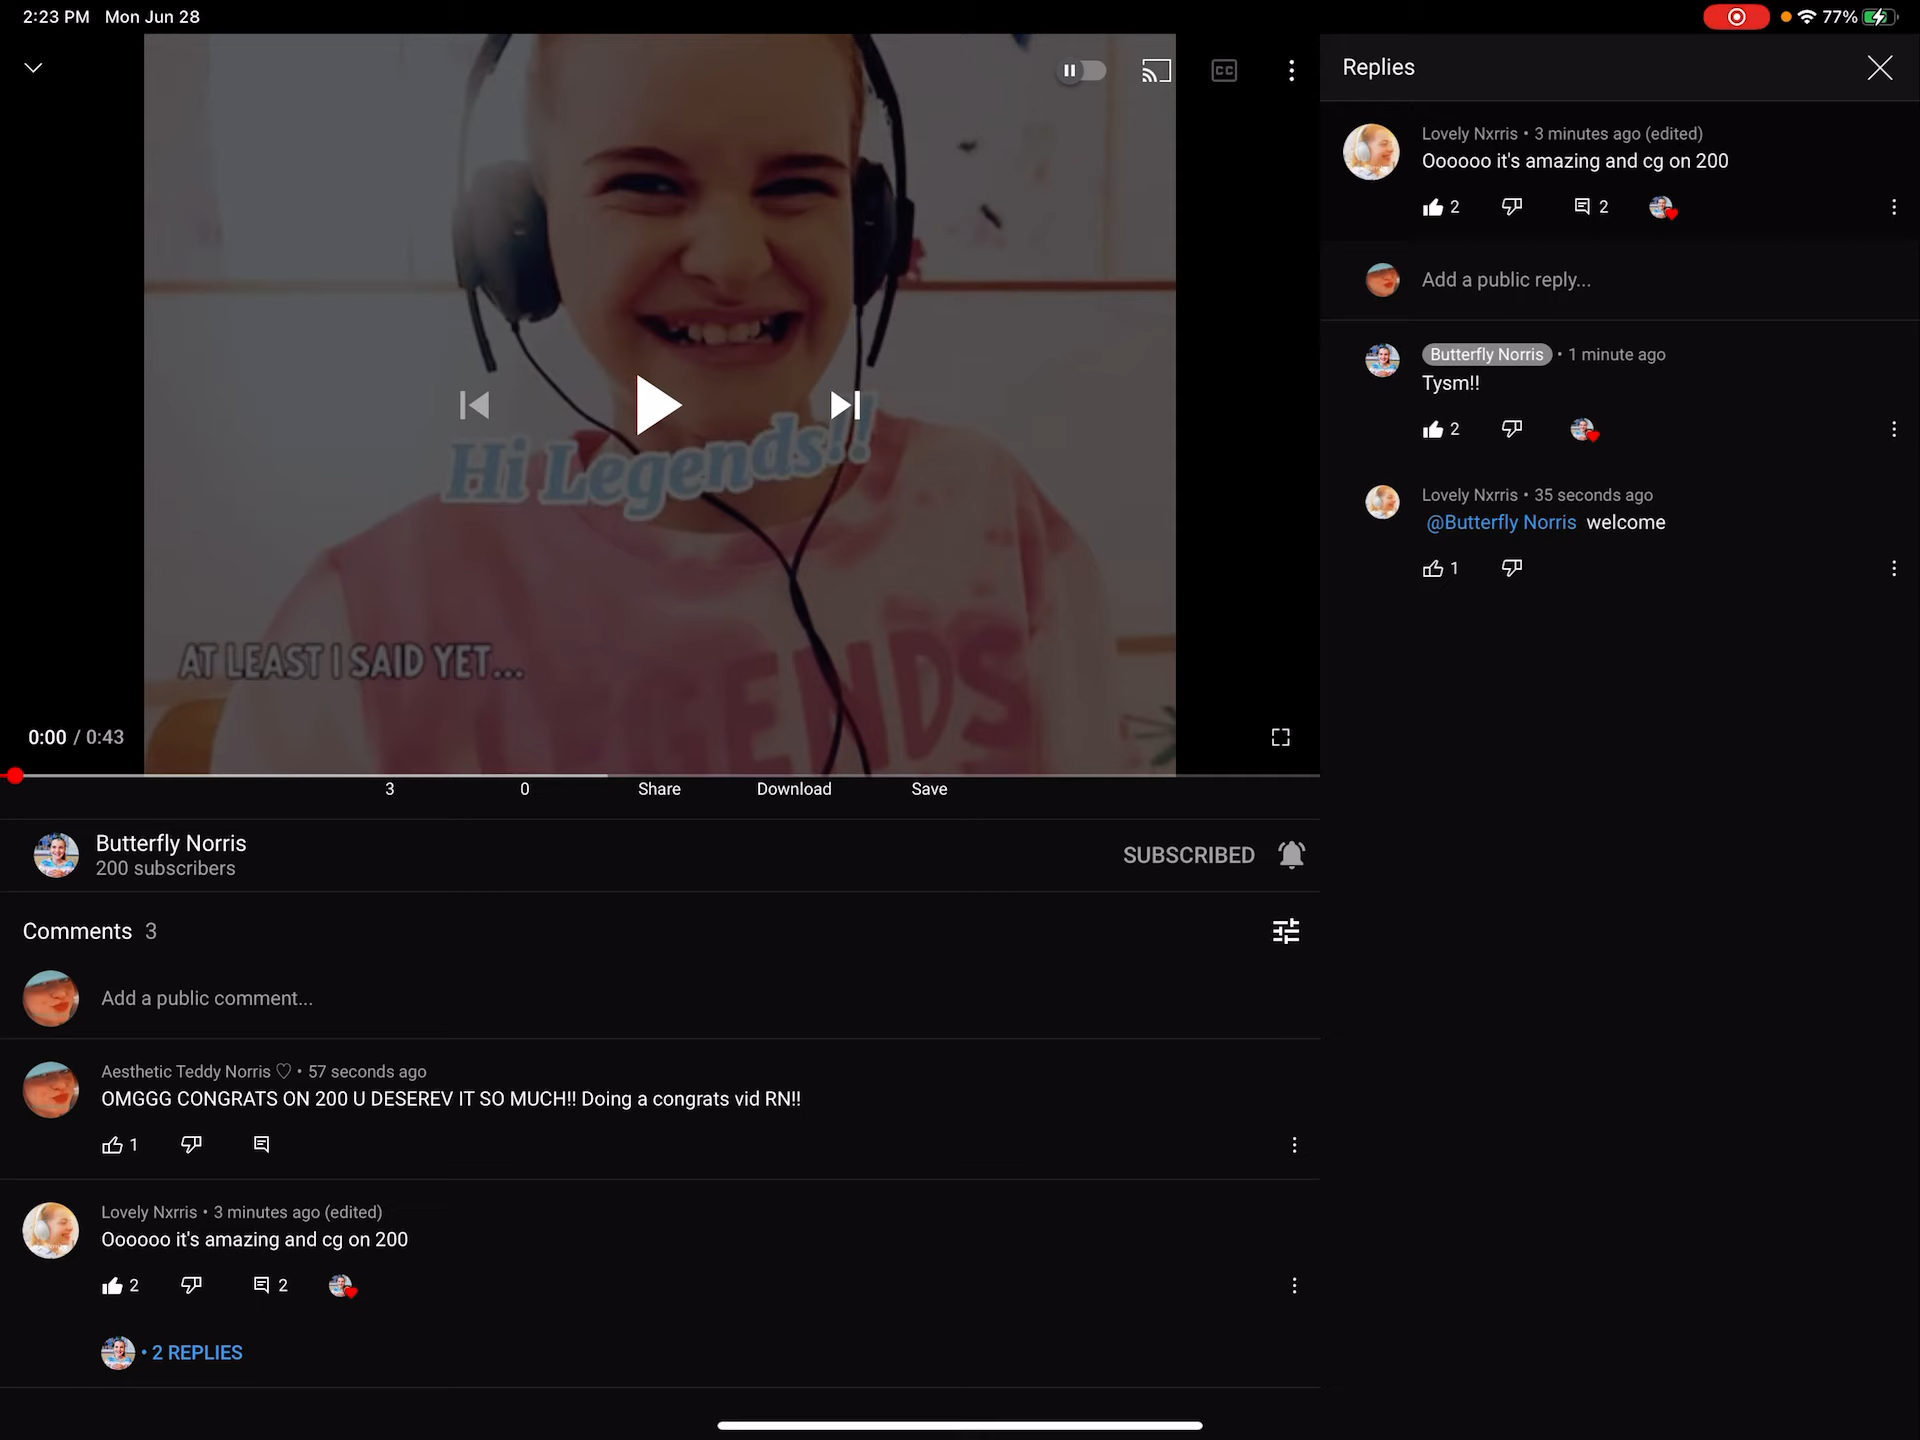 2:23 PM Mon Jun 28
77%
CC
Hi Legends!!
AT LEAST I SAID YET...
LEGENDS
0:00 / 0:43
3
0
Share
Download
Save
Butterfly Norris
200 subscribers
SUBSCRIBED
Comments 3
Add a public comment...
Aesthetic Teddy Norris ♡ • 57 seconds ago
OMGGG CONGRATS ON 200 U DESEREV IT SO MUCH!! Doing a congrats vid RN!!
1
Lovely Nxrris • 3 minutes ago (edited)
Oooooo it's amazing and cg on 200
2
2
• 2 REPLIES
Replies
Lovely Nxrris • 3 minutes ago (edited)
Oooooo it's amazing and cg on 200
2
2
Add a public reply...
Butterfly Norris • 1 minute ago
Tysm!!
2
Lovely Nxrris • 35 seconds ago
@Butterfly Norris welcome
1